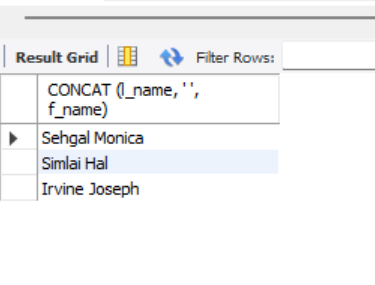 Result Grid Filter Rows:
CONCAT (l_name, ' ',
f_name)
Sehgal Monica
Simlai Hal
Irvine Joseph